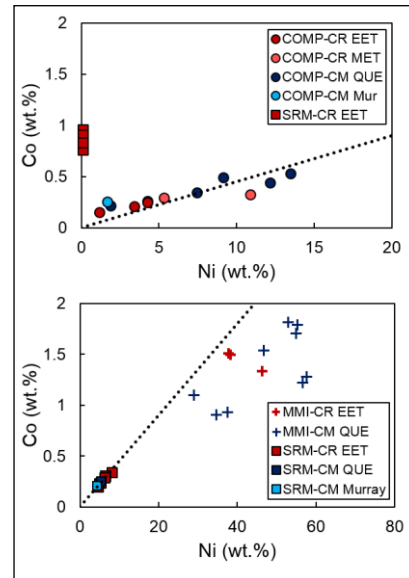 2
COMP-CR EET
COMP-CR MET
1.5
COMP-CM QUE
COMP-CM Mur
SRM-CR EET
1
Co (wt.%)
0.5
0
0 5 10 15 20
Ni (wt.%)
2
1.5
Co (wt.%)
1
MMI-CR EET
MMI-CM QUE
0.5
SRM-CR EET
SRM-CM QUE
SRM-CM Murray
0
0 20 40 60 80
Ni (wt.%)